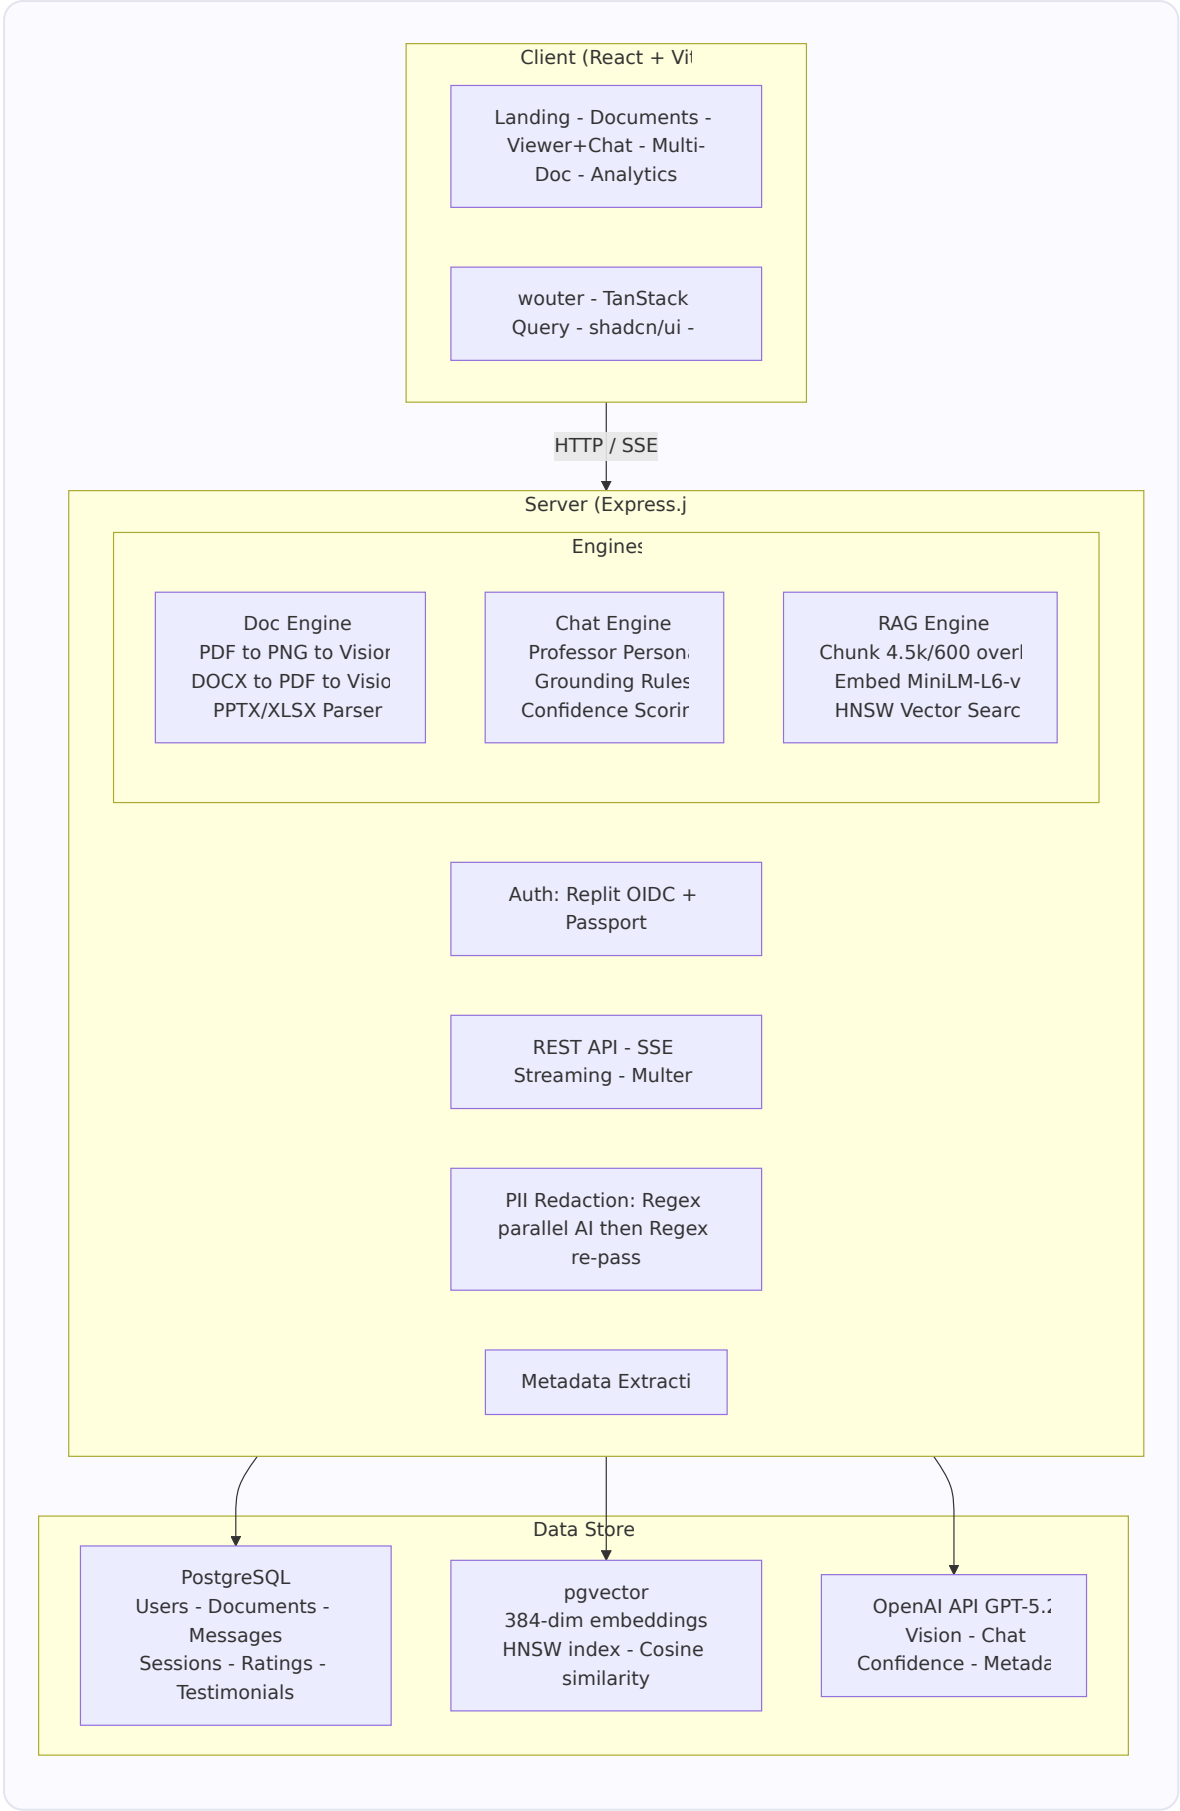 Client (React + Vit
Landing - Documents -
Viewer+Chat - Multi-
Doc - Analytics
wouter - TanStack
Query - shadcn/ui -
HTTP / SSE
Server (Express.j
Engines
Doc Engine
PDF to PNG to Vision
DOCX to PDF to Visio
PPTX/XLSX Parser
Chat Engine
Professor Persona
Grounding Rules
Confidence Scorin
RAG Engine
Chunk 4.5k/600 overl
Embed MiniLM-L6-v
HNSW Vector Searc
Auth: Replit OIDC +
Passport
REST API - SSE
Streaming - Multer
PII Redaction: Regex
parallel AI then Regex
re-pass
Metadata Extracti
Data Store
PostgreSQL
Users - Documents -
Messages
Sessions - Ratings -
Testimonials
pgvector
384-dim embeddings
HNSW index - Cosine
similarity
OpenAI API GPT-5.2
Vision - Chat
Confidence - Metada